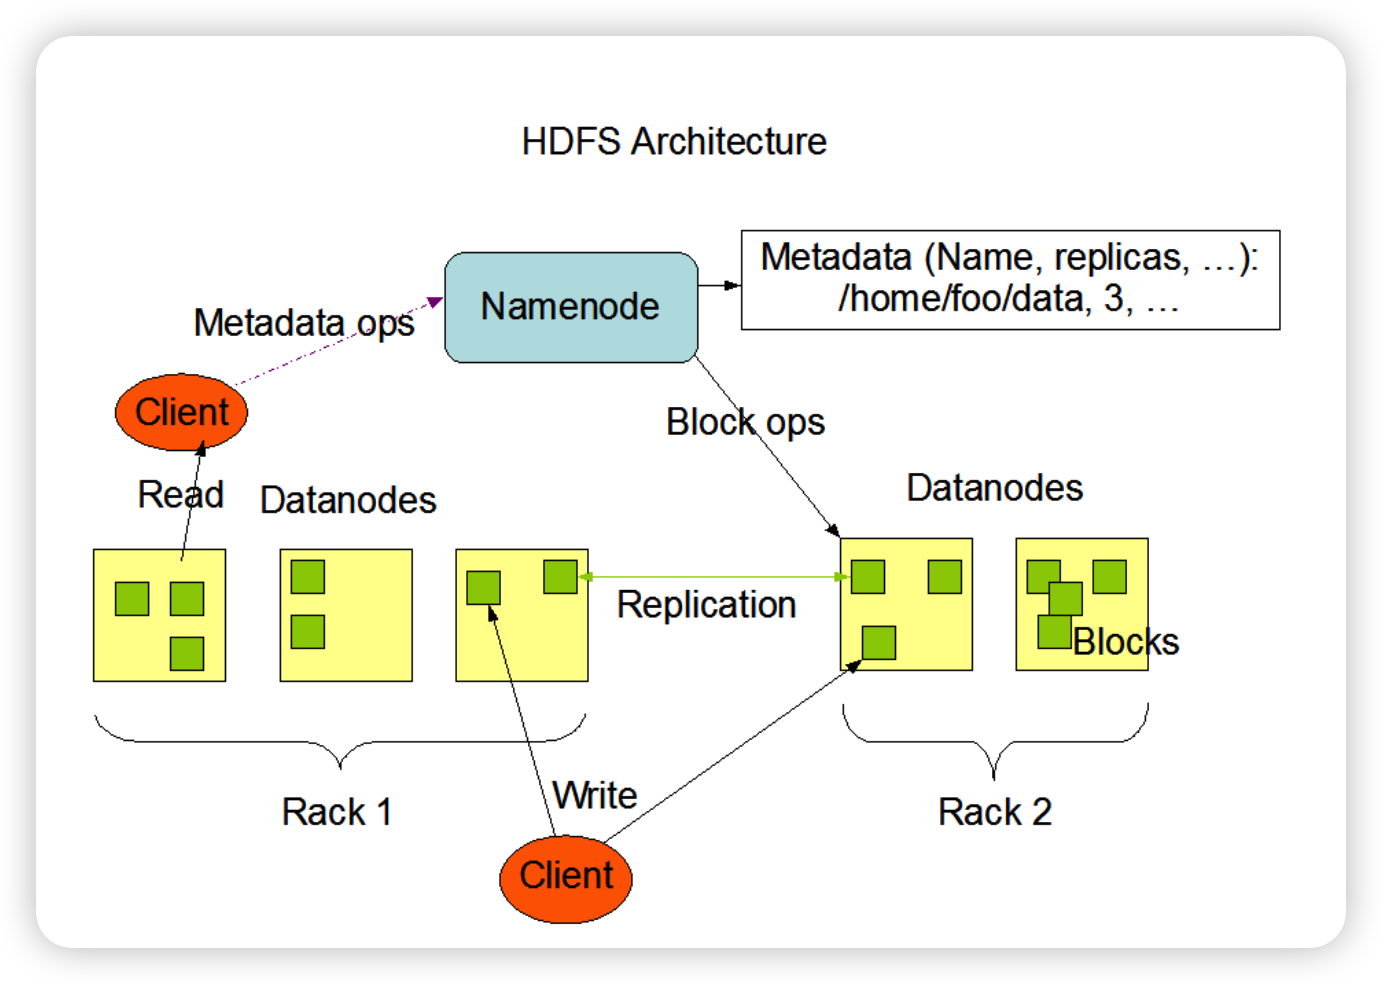 HDFS Architecture
Metadata (Name, replicas, …):
/home/foo/data, 3, …
Namenode
Metadata ops
Client
Block ops
Read
Datanodes
Datanodes
Replication
Blocks
Write
Rack 1
Rack 2
Client